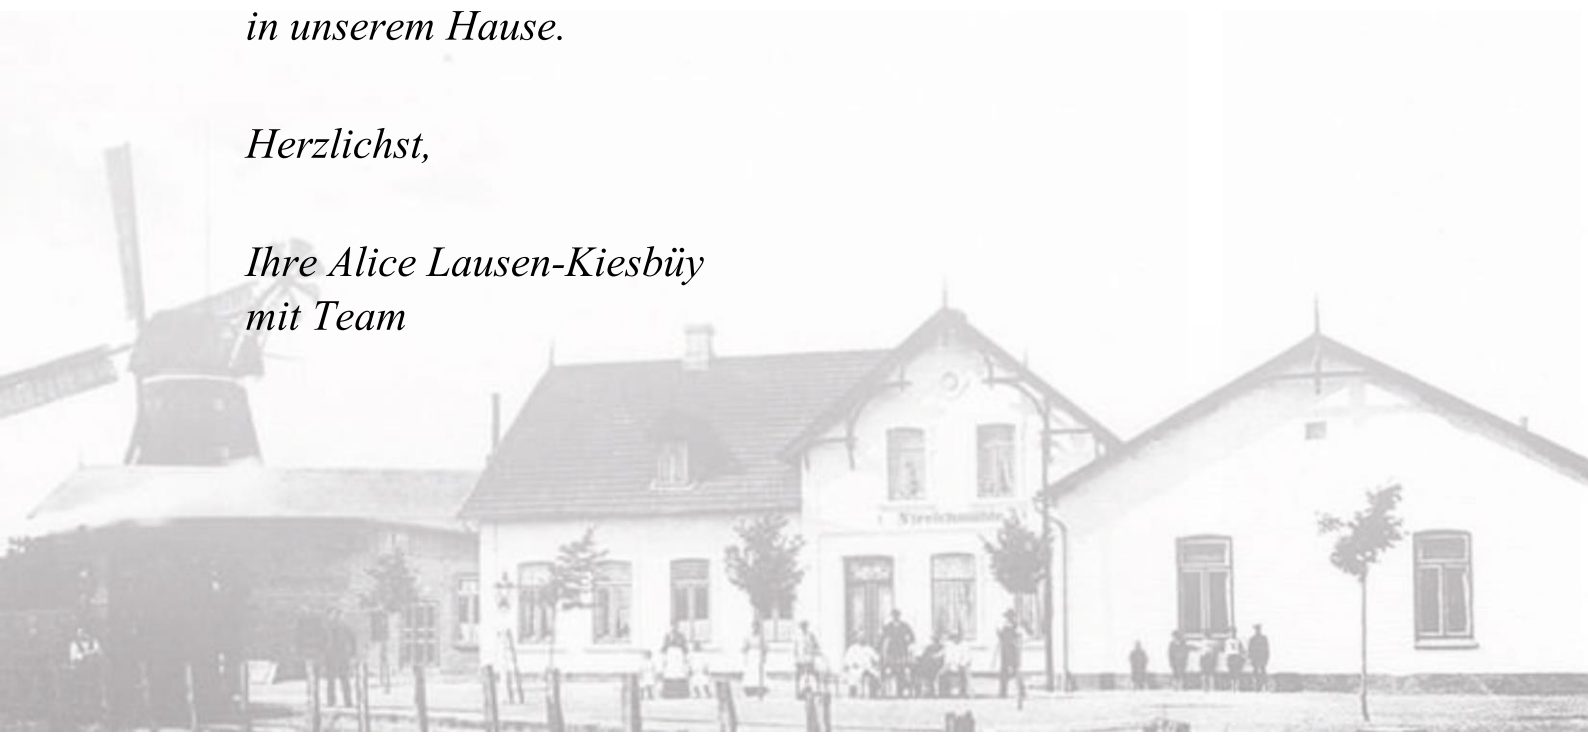 in unserem Hause.
Herzlichst,
Ihre Alice Lausen-Kiesbüy
mit Team